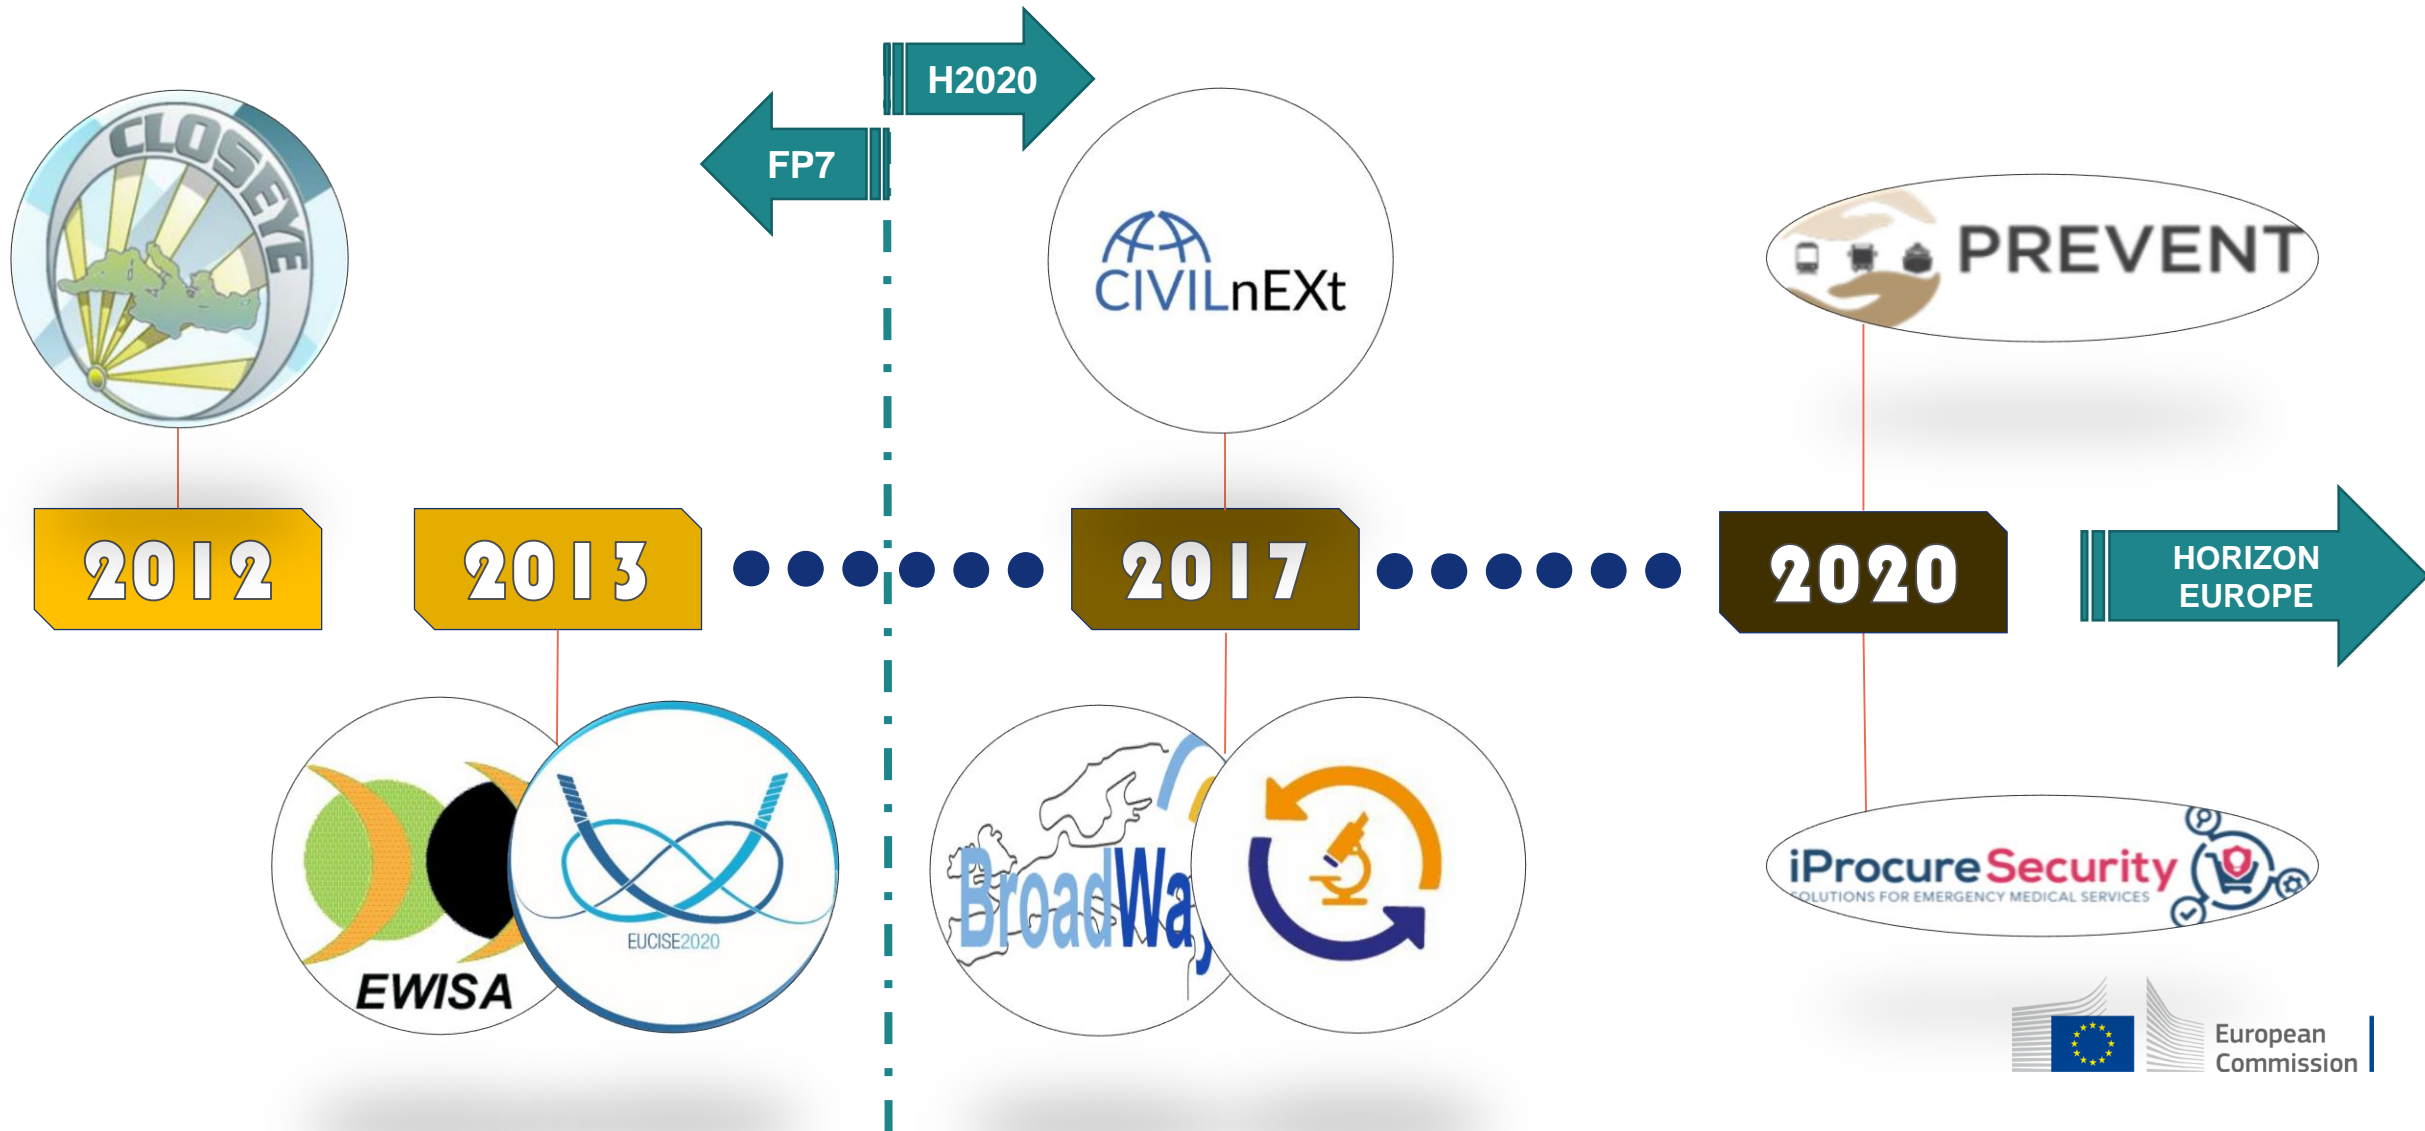 H2020
FP7
CLOSEYE
CIVILnEXt
PREVENT
2012
2013
2017
2020
HORIZON
EUROPE
EWISA
EUCISE2020
BroadWay
iProcureSecurity
SOLUTIONS FOR EMERGENCY MEDICAL SERVICES
European
Commission